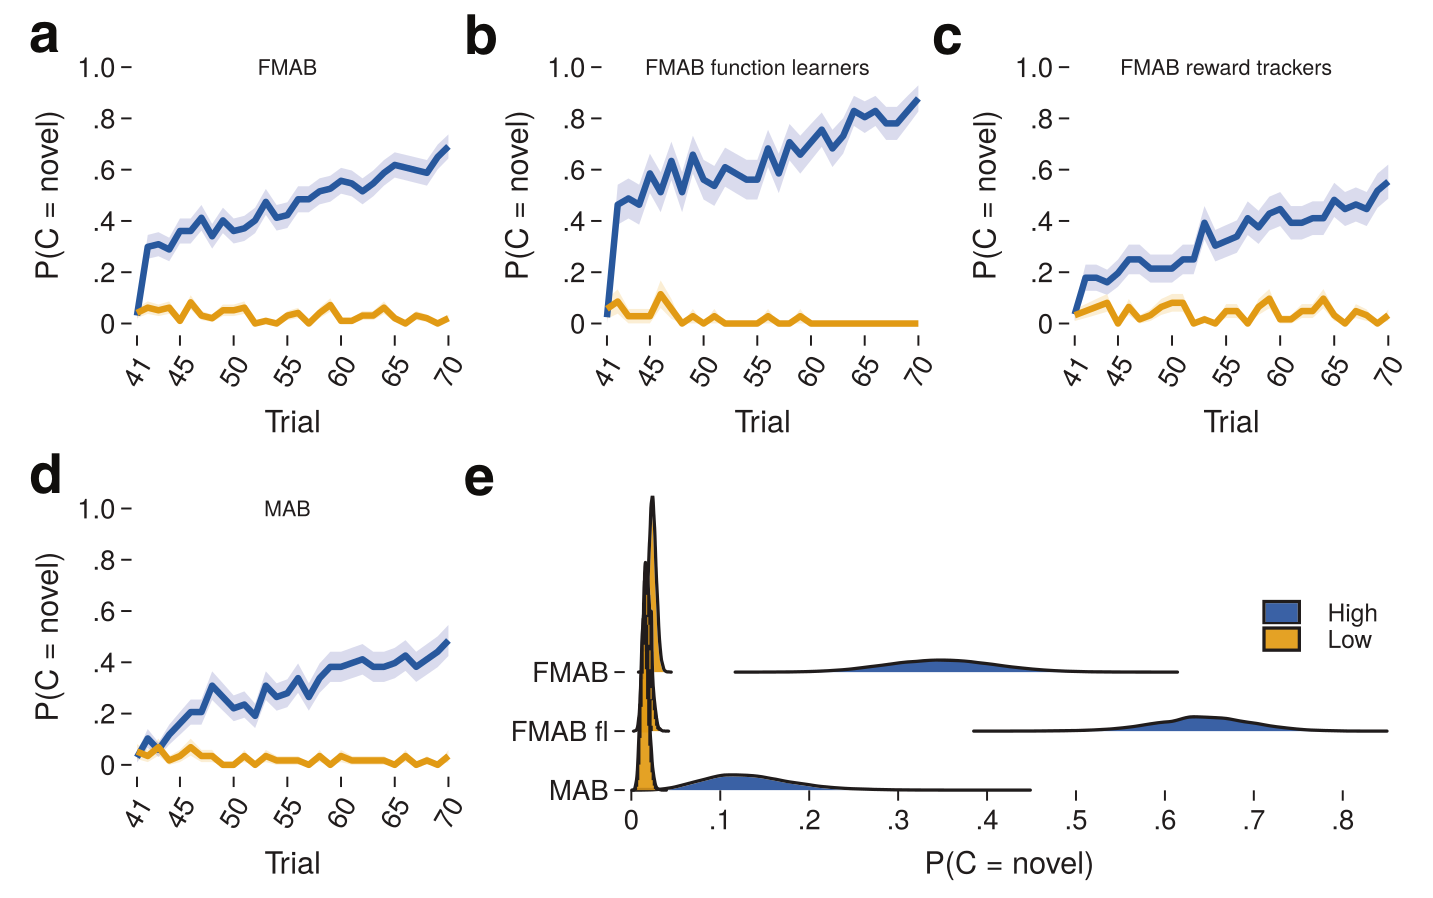 a
FMAB
1.0
.8
.6
.4
.2
0
P(C = novel)
41 45 50 55 60 65 70
Trial
b
FMAB function learners
1.0
.8
.6
.4
.2
0
P(C = novel)
41 45 50 55 60 65 70
Trial
c
FMAB reward trackers
1.0
.8
.6
.4
.2
0
P(C = novel)
41 45 50 55 60 65 70
Trial
d
MAB
1.0
.8
.6
.4
.2
0
P(C = novel)
41 45 50 55 60 65 70
Trial
e
High
Low
FMAB
FMAB fl
MAB
0 .1 .2 .3 .4 .5 .6 .7 .8
P(C = novel)